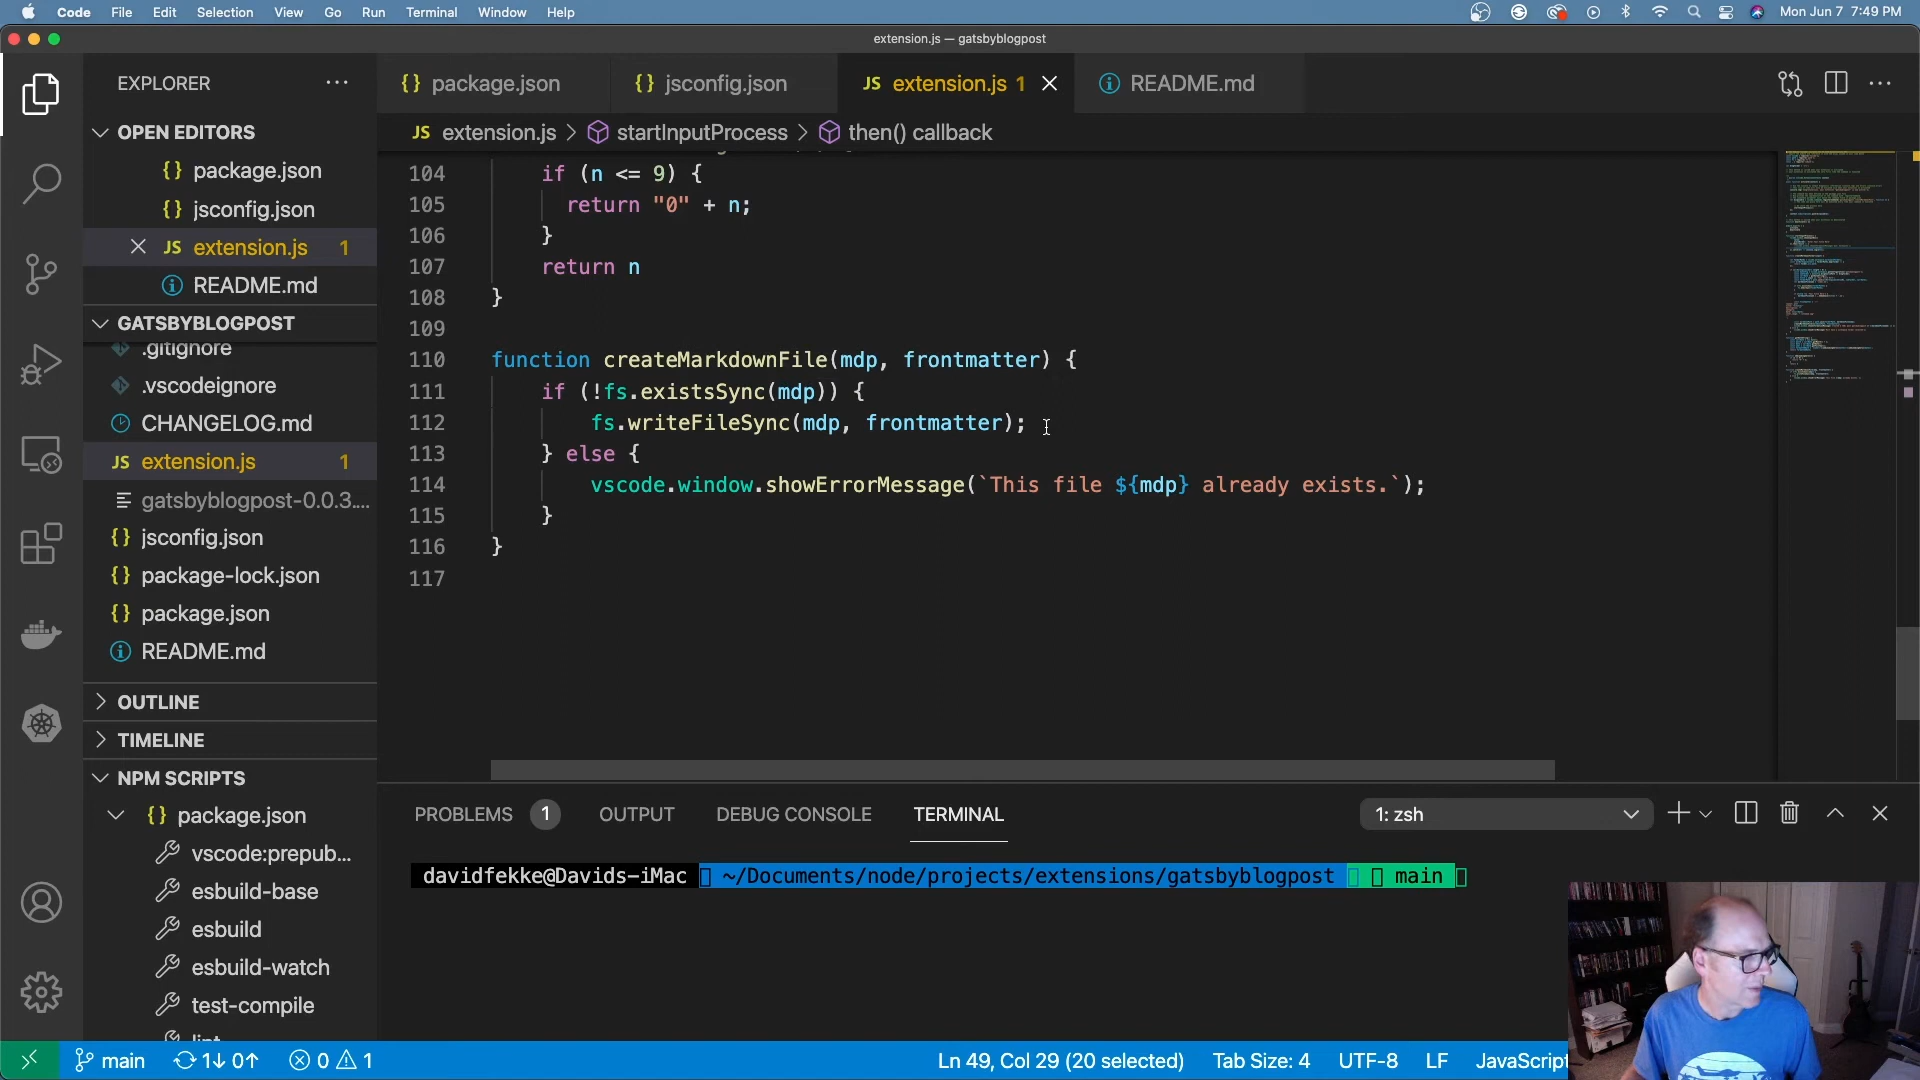 Code File Edit Selection View Go Run Terminal Window Help Mon Jun 7 7:49 PM
extension.js — gatsbyblogpost
EXPLORER
{} package.json {} jsconfig.json JS extension.js 1 README.md
OPEN EDITORS
{} package.json
{} jsconfig.json
JS extension.js 1
README.md
GATSBYBLOGPOST
.gitignore
.vscodeignore
CHANGELOG.md
JS extension.js 1
gatsbyblogpost-0.0.3....
{} jsconfig.json
{} package-lock.json
{} package.json
README.md
OUTLINE
TIMELINE
NPM SCRIPTS
{} package.json
vscode:prepub...
esbuild-base
esbuild
esbuild-watch
test-compile
lint
JS extension.js > startInputProcess > then() callback
104 if (n <= 9) {
105 return "0" + n;
106 }
107 return n
108 }
109
110 function createMarkdownFile(mdp, frontmatter) {
111 if (!fs.existsSync(mdp)) {
112 fs.writeFileSync(mdp, frontmatter);
113 } else {
114 vscode.window.showErrorMessage(`This file ${mdp} already exists.`);
115 }
116 }
117
PROBLEMS 1 OUTPUT DEBUG CONSOLE TERMINAL 1: zsh
davidfekke@Davids-iMac ~/Documents/node/projects/extensions/gatsbyblogpost main
main 1↓ 0↑ 0 1 Ln 49, Col 29 (20 selected) Tab Size: 4 UTF-8 LF JavaScript